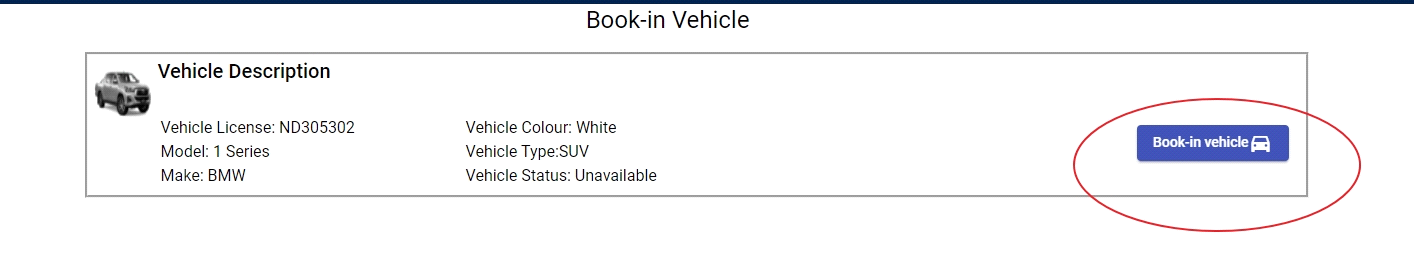 Book-in Vehicle
Vehicle Description
Vehicle License: ND305302
Vehicle Colour: White
Book-in vehicle
Model: 1 Series
Vehicle Type:SUV
Make: BMW
Vehicle Status: Unavailable